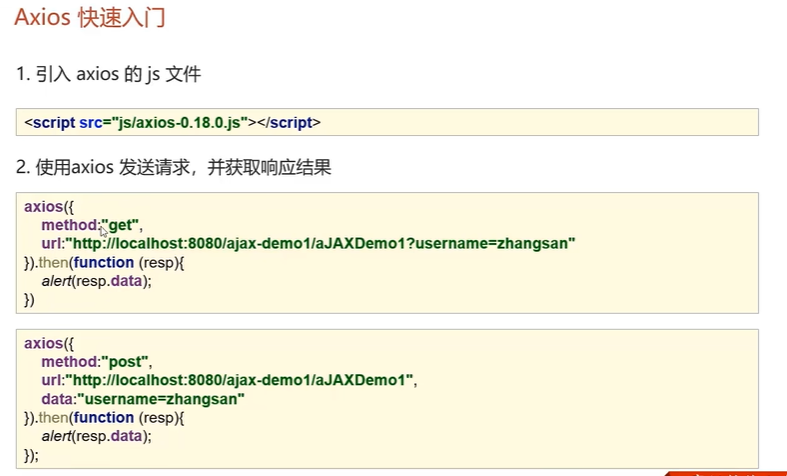 Axios 快速入门
1. 引入 axios 的 js 文件
<script src="js/axios-0.18.0.js"></script>
2. 使用axios 发送请求，并获取响应结果
axios({
method:"get",
url:"http://localhost:8080/ajax-demo1/aJAXDemo1?username=zhangsan"
}).then(function (resp){
alert(resp.data);
})
axios({
method:"post",
url:"http://localhost:8080/ajax-demo1/aJAXDemo1",
data:"username=zhangsan"
}).then(function (resp){
alert(resp.data);
});